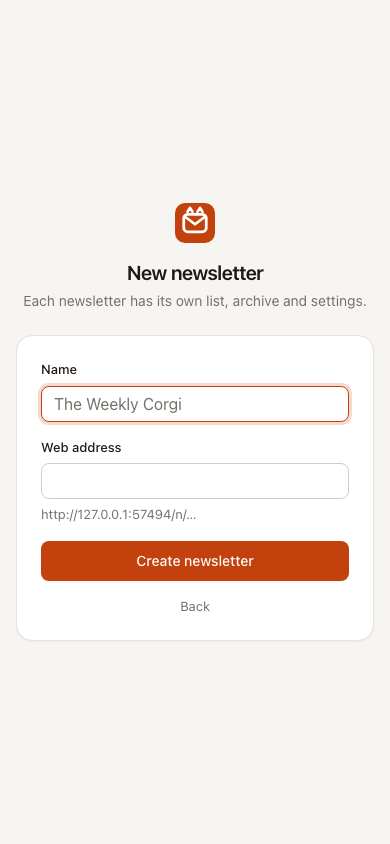 New newsletter
Each newsletter has its own list, archive and settings.
Name
The Weekly Corgi
Web address
http://127.0.0.1:57494/n/...
Create newsletter
Back